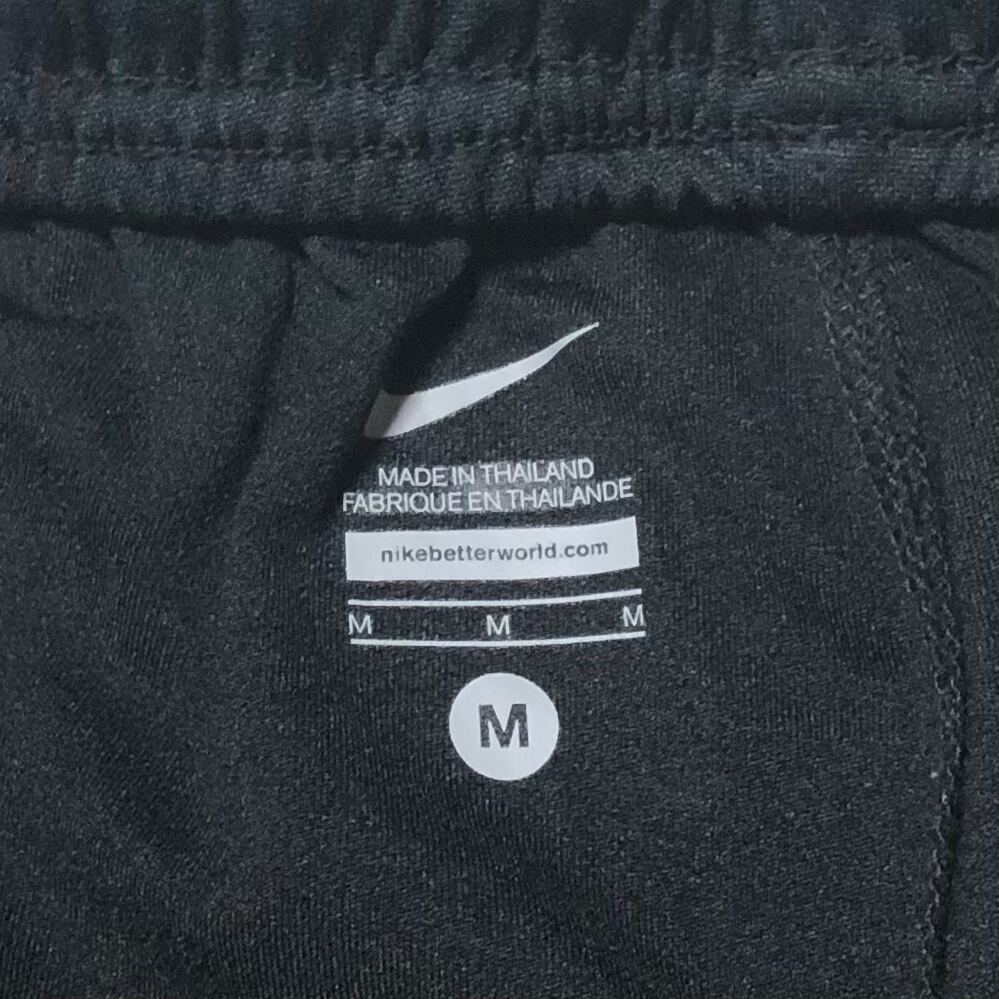 MADE IN THAILAND
FABRIQUE EN THAILANDE
nikebetterworld.com
M M M
M